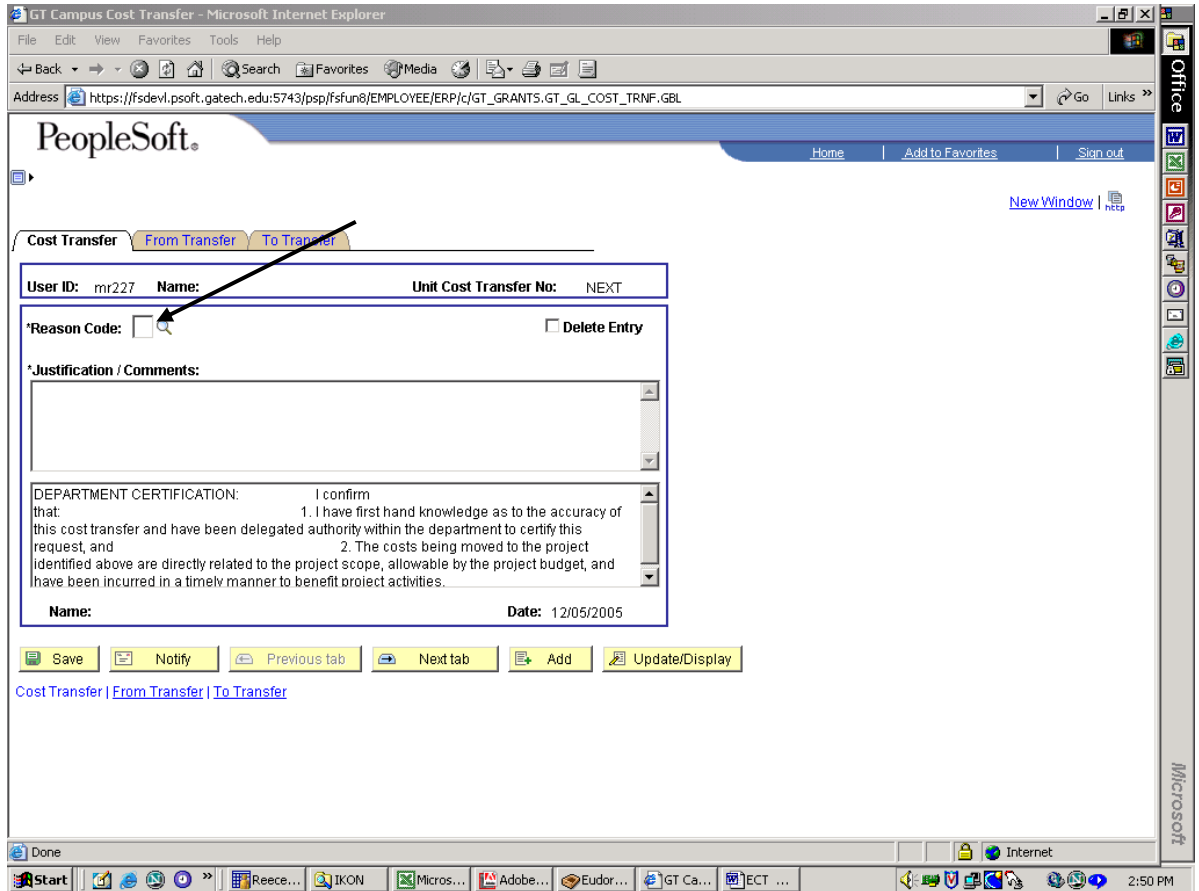 GT Campus Cost Transfer - Microsoft Internet Explorer
File Edit View Favorites Tools Help
Back Search Favorites Media
Address https://fsdevl.psoft.gatech.edu:5743/psp/fsfun8/EMPLOYEE/ERP/c/GT_GRANTS.GT_GL_COST_TRNF.GBL Go Links »
PeopleSoft®
Home | Add to Favorites | Sign out
New Window | http
Cost Transfer From Transfer To Transfer
User ID: mr227 Name: Unit Cost Transfer No: NEXT
*Reason Code: Delete Entry
*Justification / Comments:
DEPARTMENT CERTIFICATION: I confirm
that: 1. I have first hand knowledge as to the accuracy of
this cost transfer and have been delegated authority within the department to certify this
request, and 2. The costs being moved to the project
identified above are directly related to the project scope, allowable by the project budget, and
have been incurred in a timely manner to benefit project activities.
Name: Date: 12/05/2005
Save Notify Previous tab Next tab Add Update/Display
Cost Transfer | From Transfer | To Transfer
Done Internet
Start » Reece... IKON Micros... Adobe... Eudor... GT Ca... ECT ... 2:50 PM
Office
Microsoft